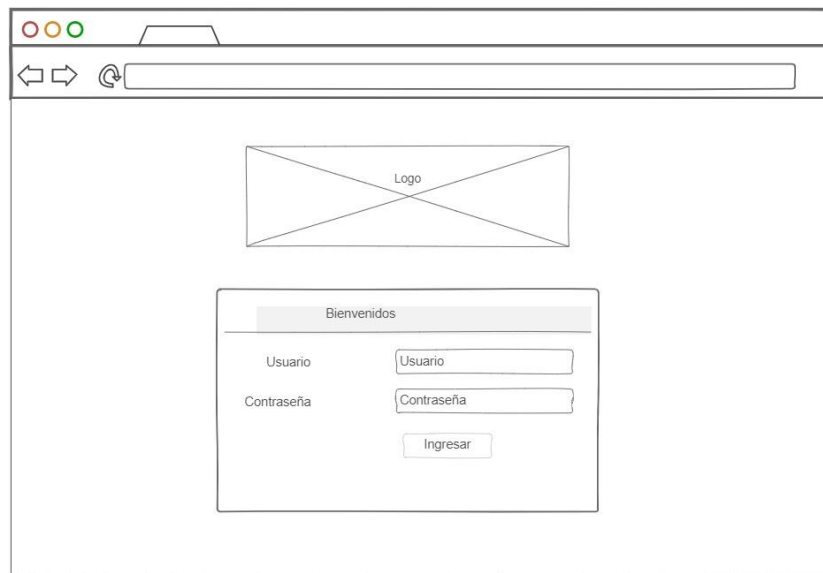 Logo
Bienvenidos
Usuario Usuario
Contraseña Contraseña
Ingresar